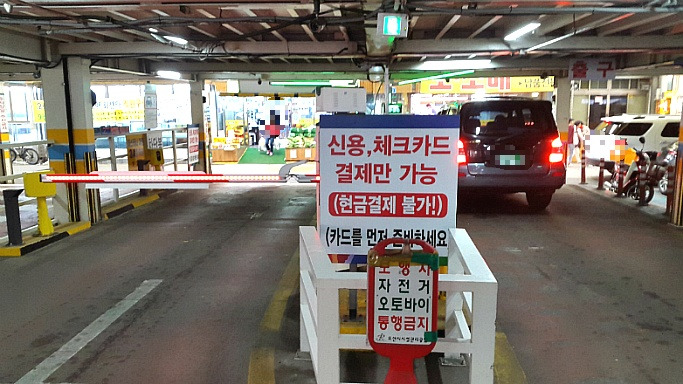 출구
신용,체크카드
결제만 가능
(현금결제 불가!)
(카드를 먼저 준비하세요
보행자
자전거
오토바이
통행금지